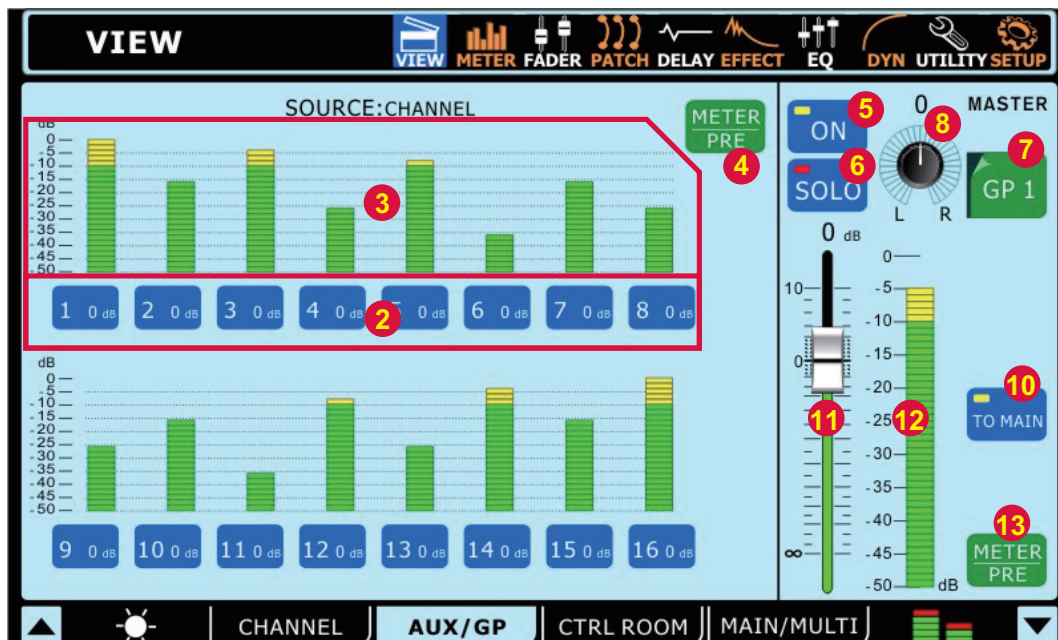 VIEW
VIEW METER FADER PATCH DELAY EFFECT EQ DYN UTILITY SETUP
SOURCE:CHANNEL
dB
0
-5
-10
-15
-20
-25
-30
-35
-40
-45
-50
3
METER
PRE
4
1 0 dB
2 0 dB
3 0 dB
4 0 dB
2
0 dB
6 0 dB
7 0 dB
8 0 dB
dB
0
-5
-10
-15
-20
-25
-30
-35
-40
-45
-50
9 0 dB
10 0 dB
11 0 dB
12 0 dB
13 0 dB
14 0 dB
15 0 dB
16 0 dB
ON
5
SOLO
6
0
8
L R
MASTER
7
GP 1
0 dB
10
0
∞
11
0
-5
-10
-15
-20
-25
-30
-35
-40
-45
-50 dB
12
10
TO MAIN
13
METER
PRE
CHANNEL AUX/GP CTRL ROOM MAIN/MULTI